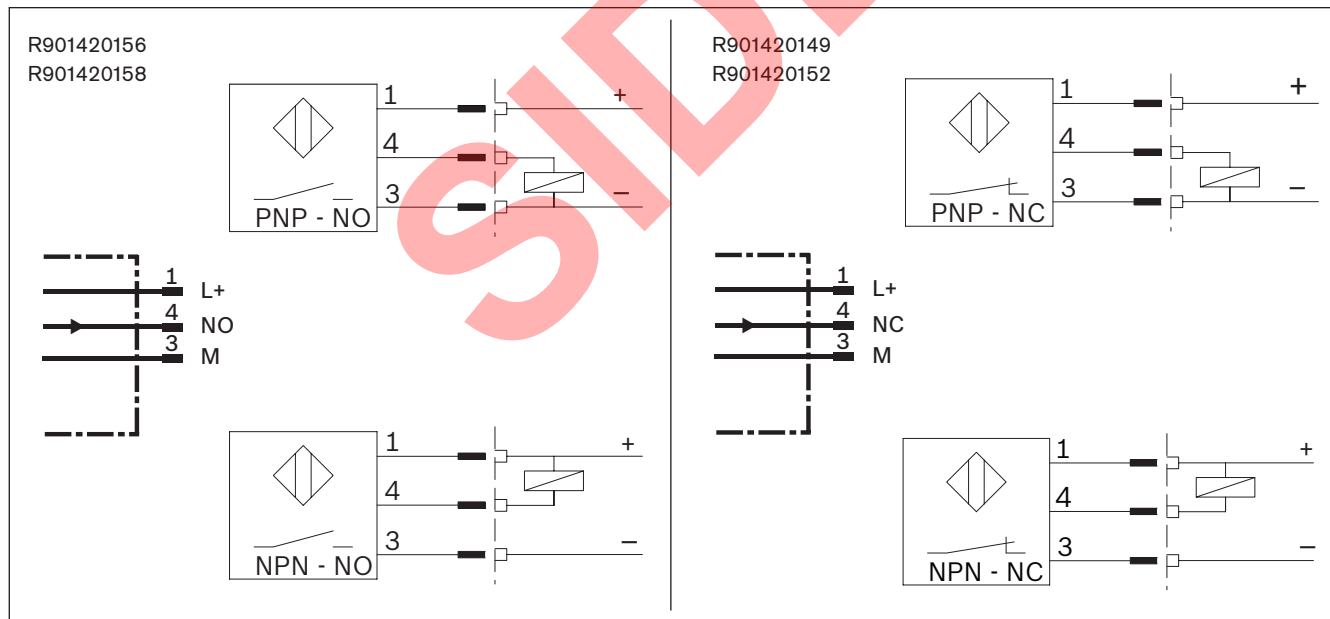 R901420156
R901420158
1
+
4
3
−
PNP - NO
1
L+
4
NO
3
M
1
+
4
3
−
NPN - NO
R901420149
R901420152
1
+
4
3
−
PNP - NC
1
L+
4
NC
3
M
1
+
4
3
−
NPN - NC